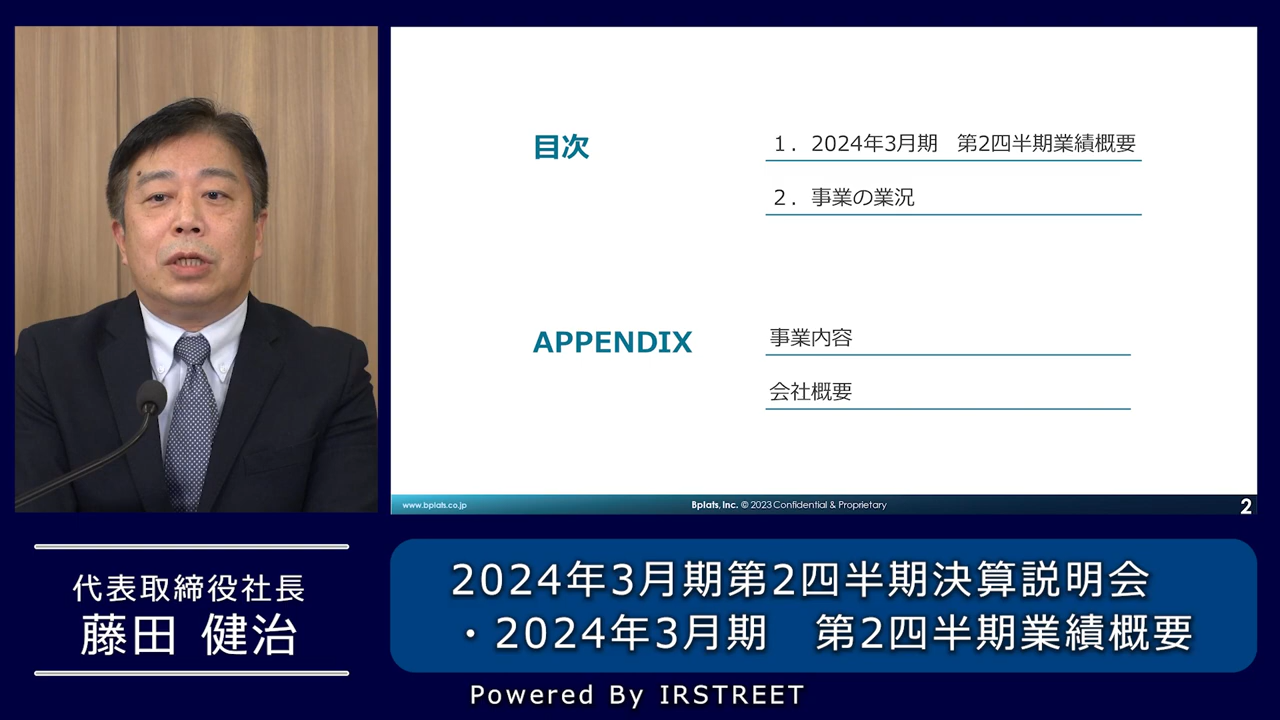 目次
1．2024年3月期　第2四半期業績概要
2．事業の業況
APPENDIX
事業内容
会社概要
www.bplats.co.jp
Bplats, Inc. © 2023 Confidential & Proprietary
2
代表取締役社長
藤田 健治
2024年3月期第2四半期決算説明会
・2024年3月期　第2四半期業績概要
Powered By IRSTREET